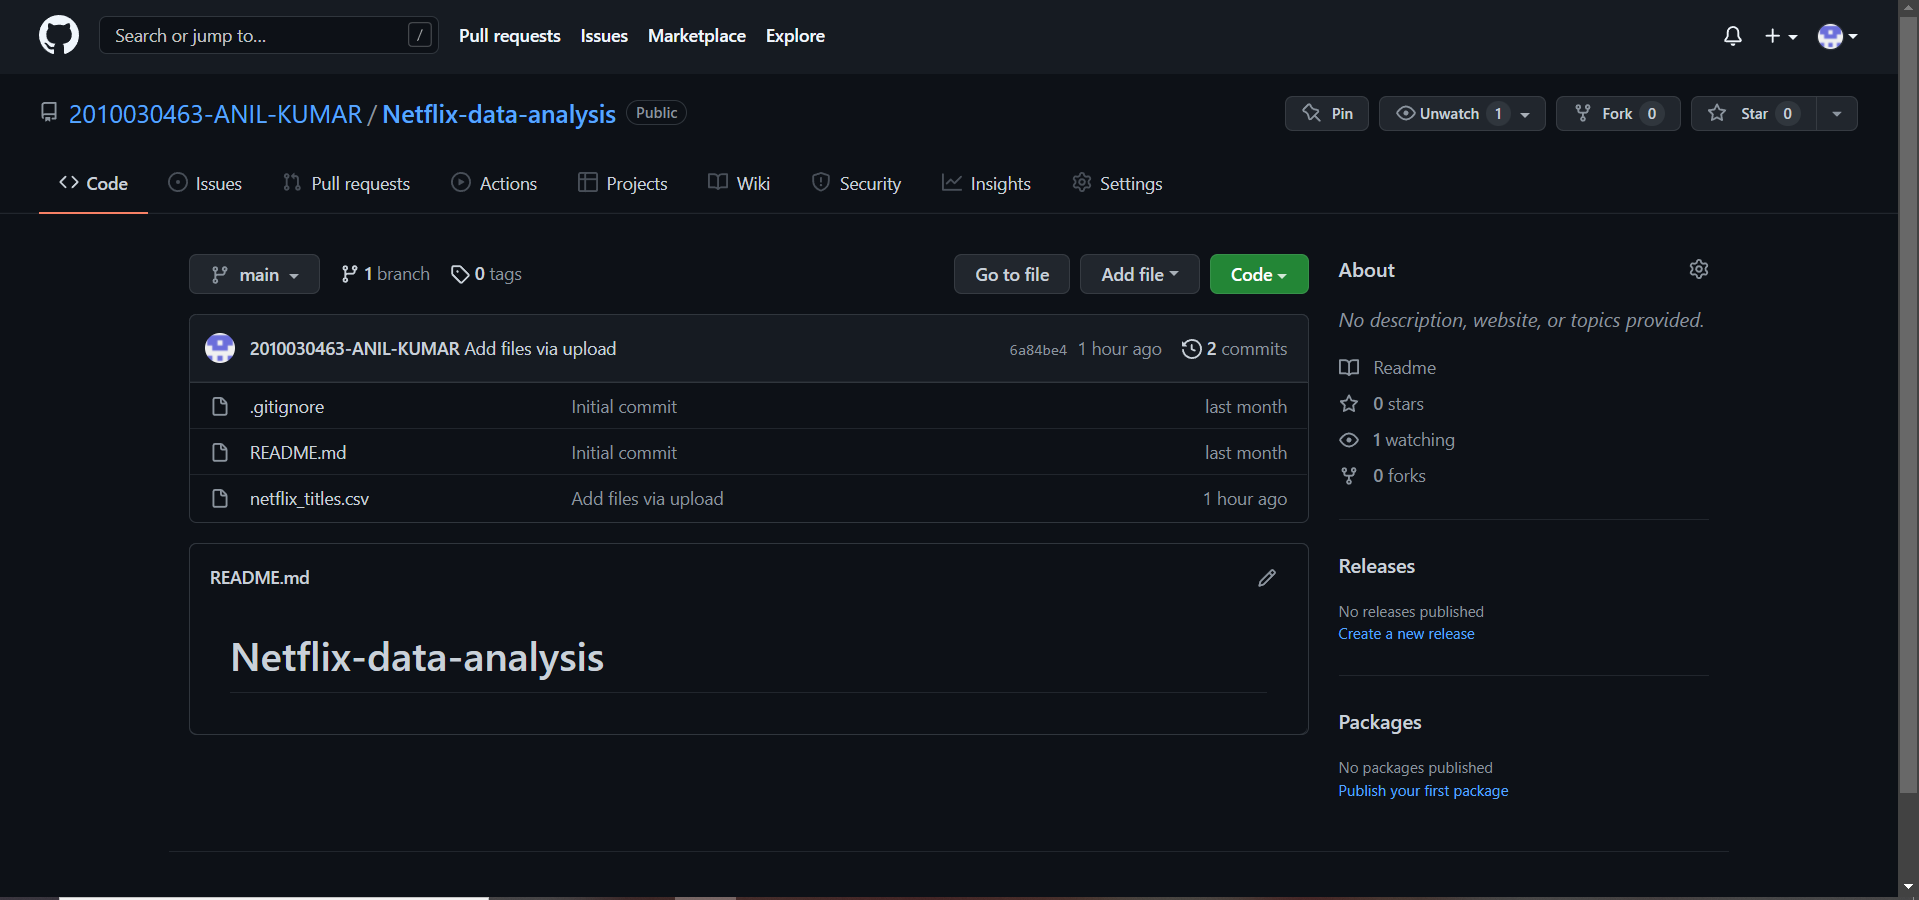 Search or jump to... /
Pull requests Issues Marketplace Explore
2010030463-ANIL-KUMAR / Netflix-data-analysis Public
Pin Unwatch 1 Fork 0 Star 0
Code Issues Pull requests Actions Projects Wiki Security Insights Settings
main 1 branch 0 tags
Go to file Add file Code
2010030463-ANIL-KUMAR Add files via upload 6a84be4 1 hour ago 2 commits
.gitignore Initial commit last month
README.md Initial commit last month
netflix_titles.csv Add files via upload 1 hour ago
README.md
Netflix-data-analysis
About
No description, website, or topics provided.
Readme
0 stars
1 watching
0 forks
Releases
No releases published
Create a new release
Packages
No packages published
Publish your first package